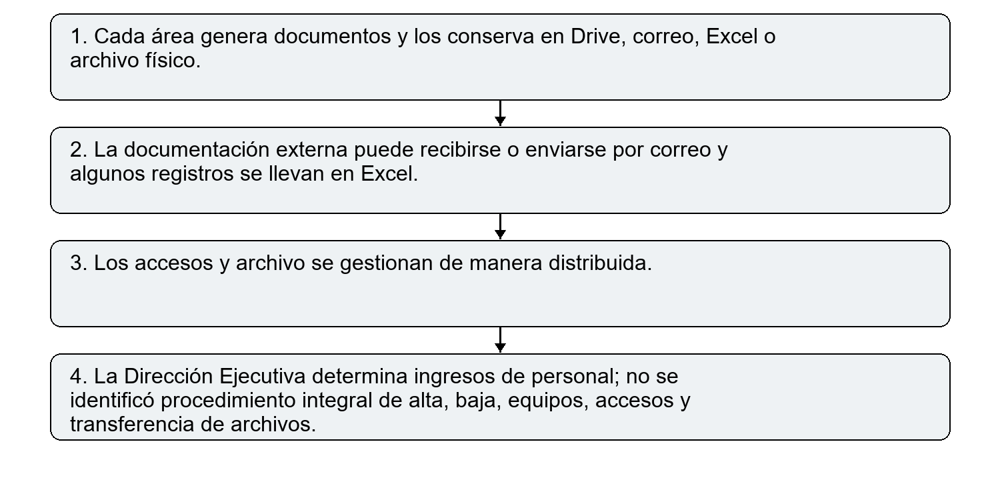 1. Cada área genera documentos y los conserva en Drive, correo, Excel o
archivo físico.
2. La documentación externa puede recibirse o enviarse por correo y
algunos registros se llevan en Excel.
3. Los accesos y archivo se gestionan de manera distribuida.
4. La Dirección Ejecutiva determina ingresos de personal; no se
identificó procedimiento integral de alta, baja, equipos, accesos y
transferencia de archivos.